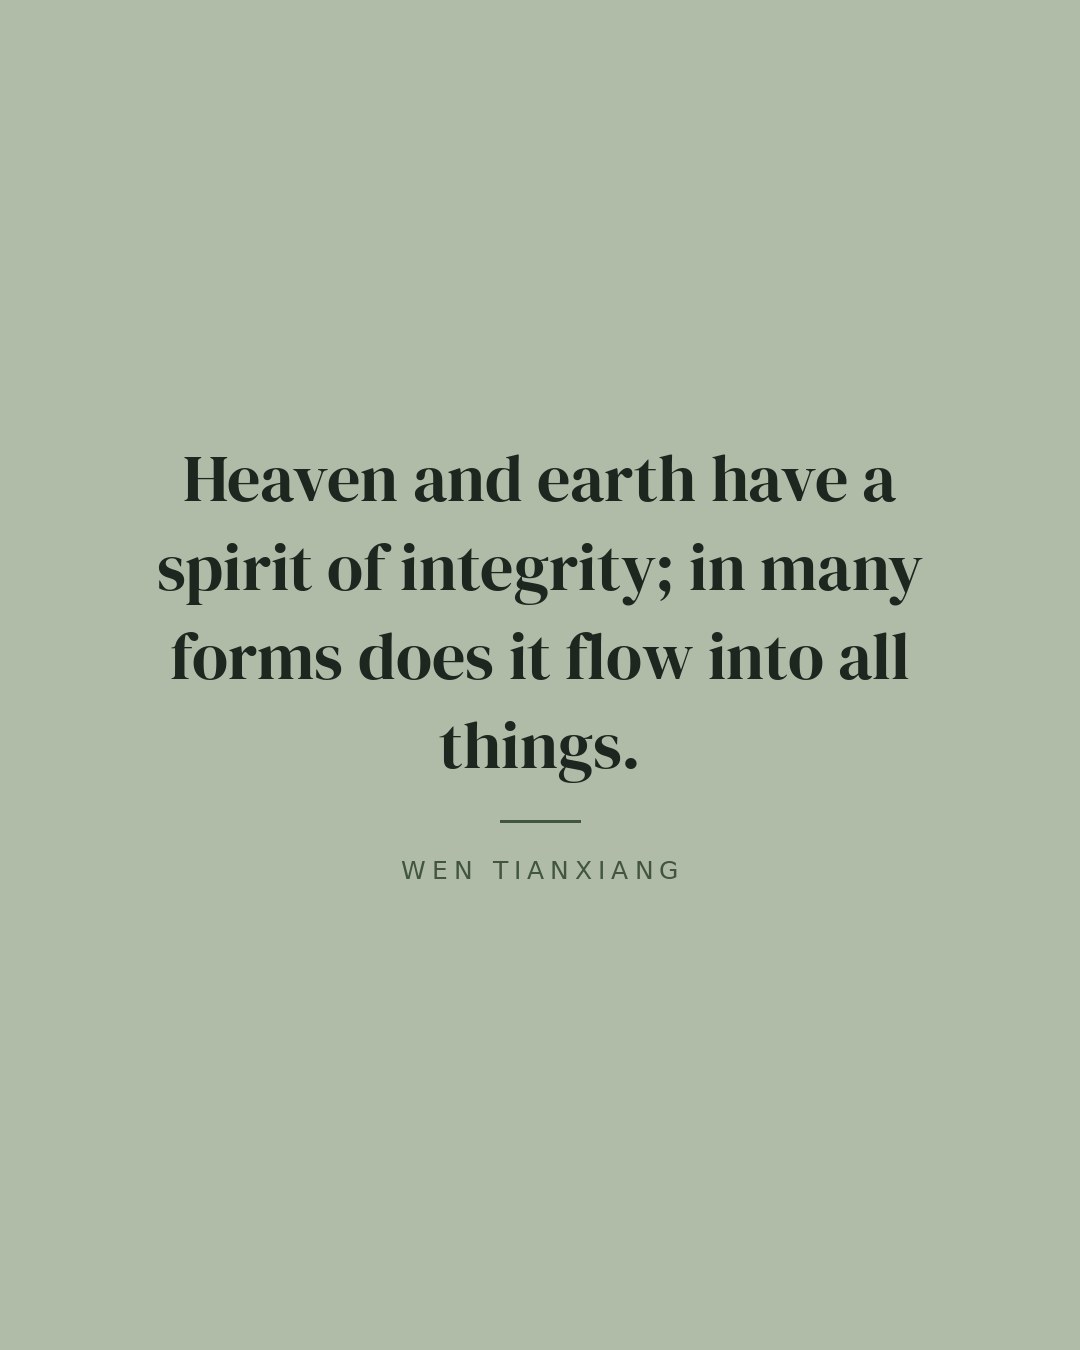 Heaven and earth have a
spirit of integrity; in many
forms does it flow into all
things.
WEN TIANXIANG